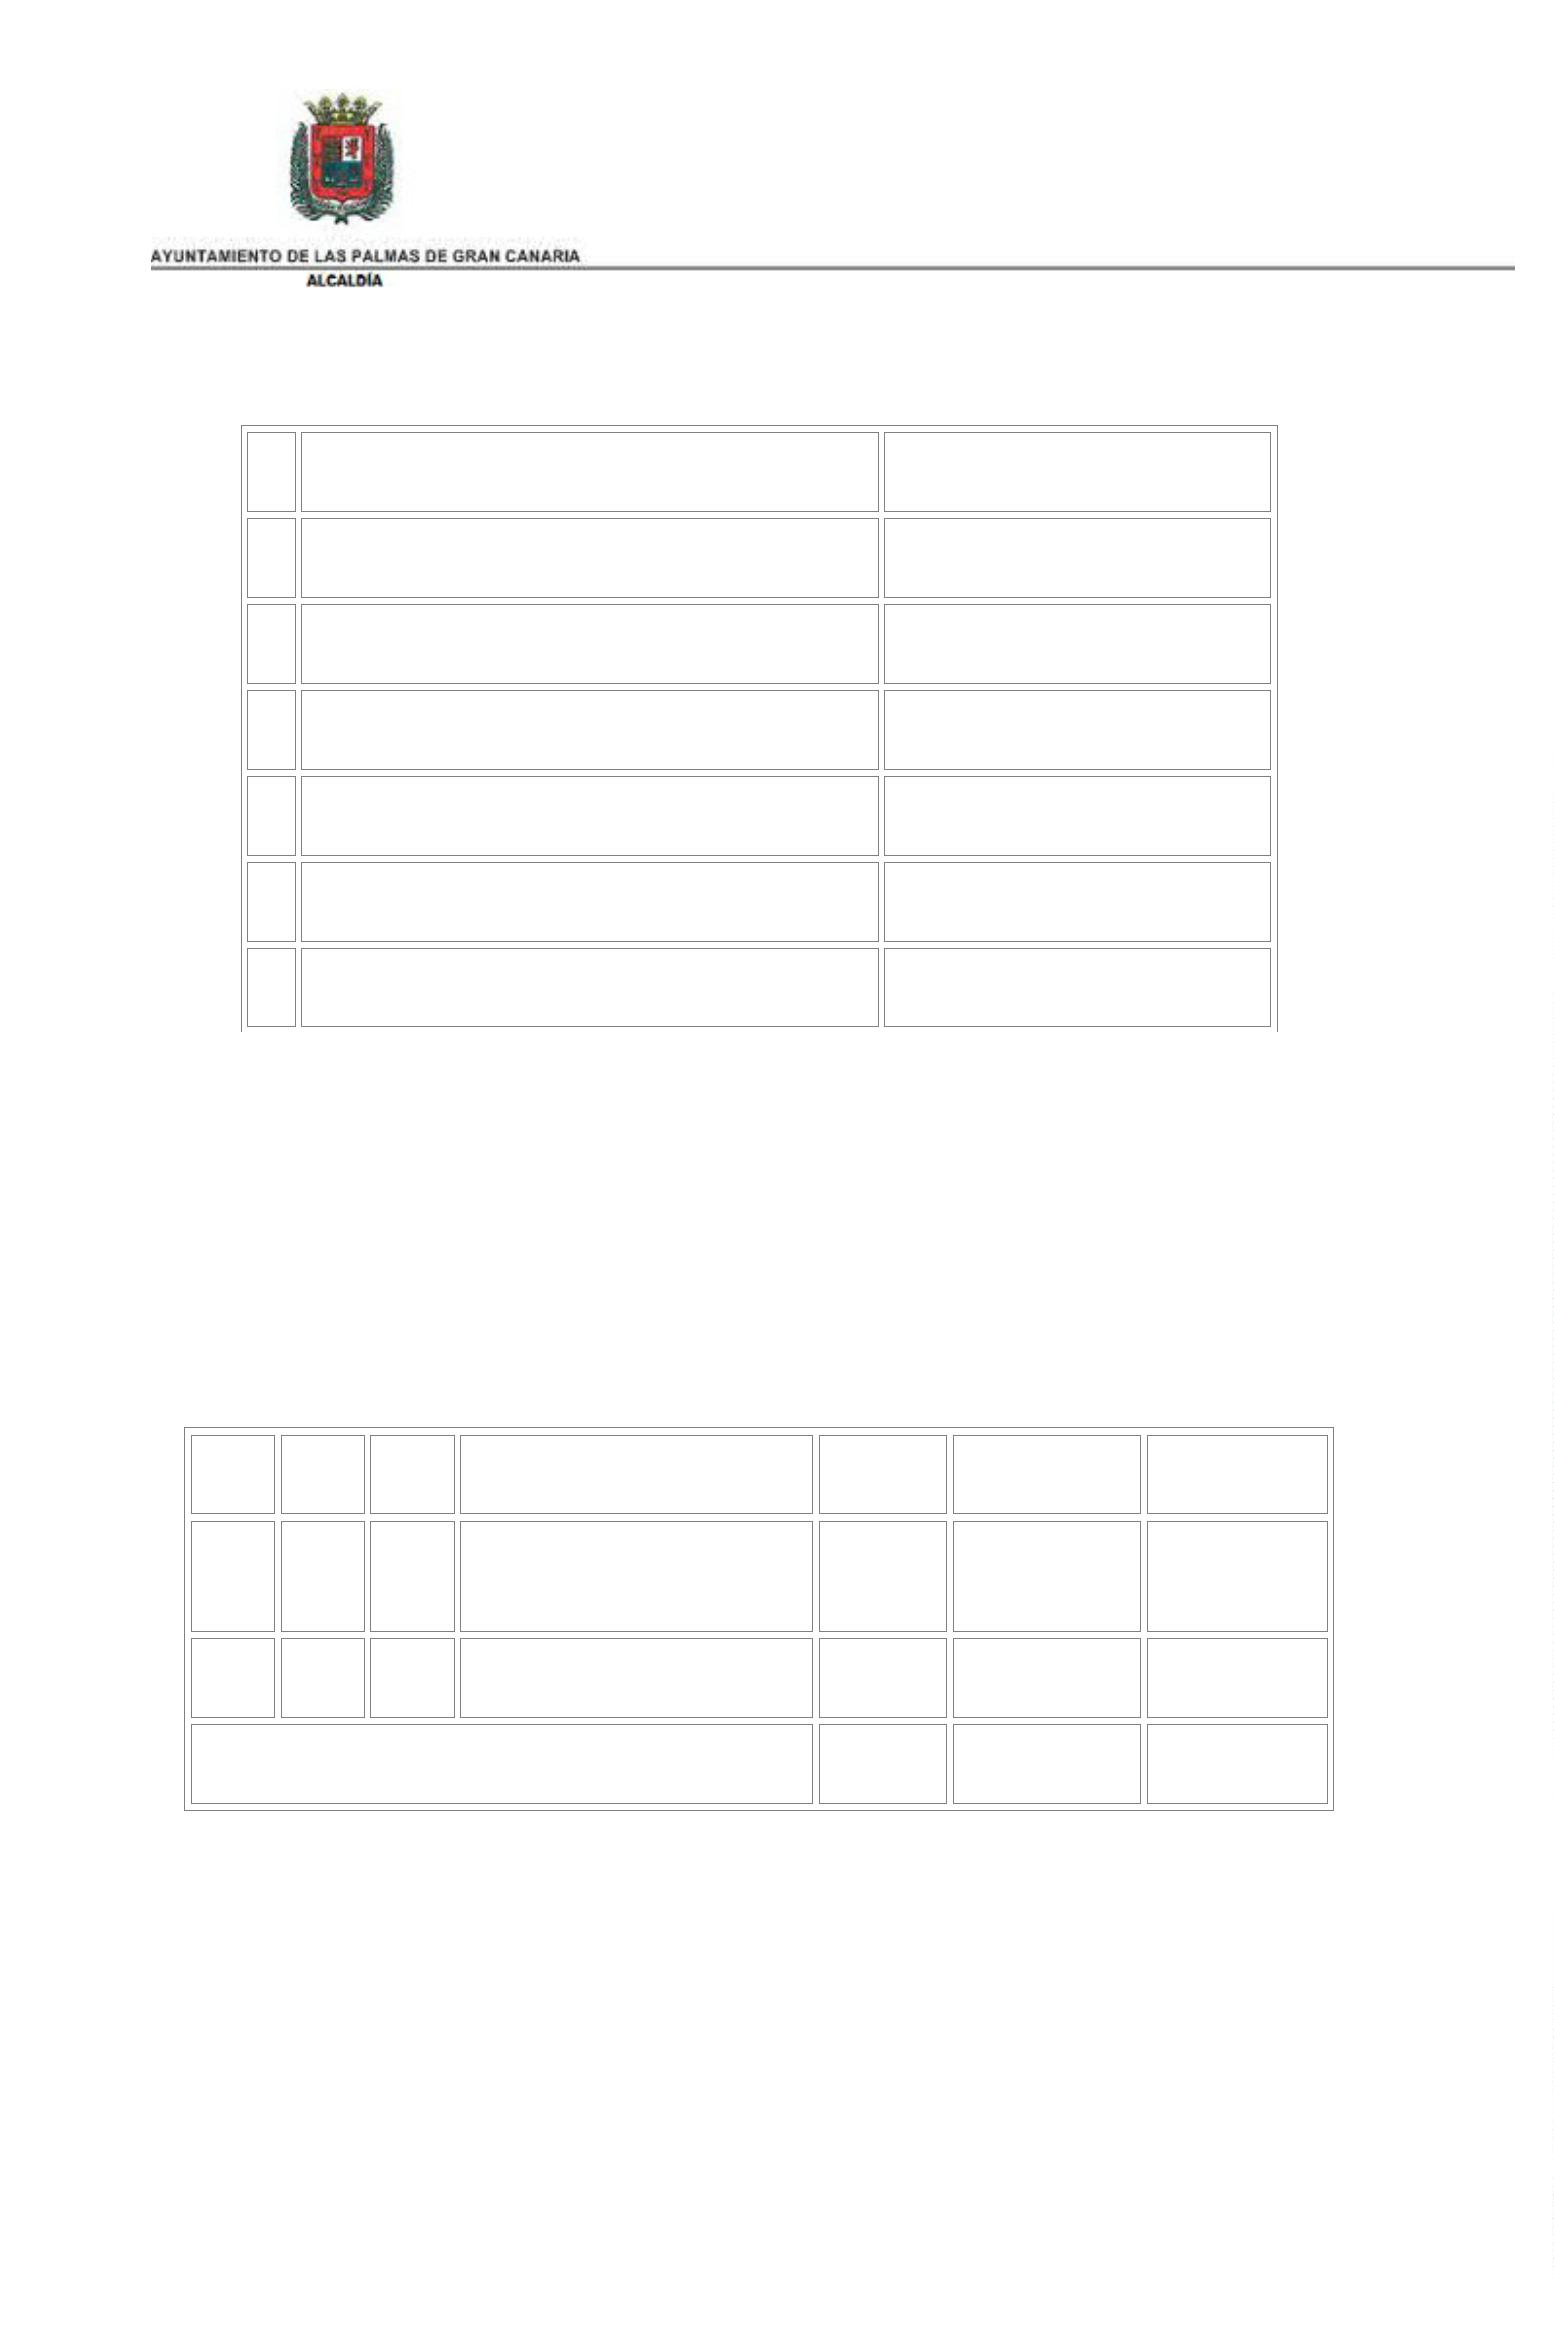 AYUNTAMIENTO DE LAS PALMAS DE GRAN CANARIA
ALCALDÍA